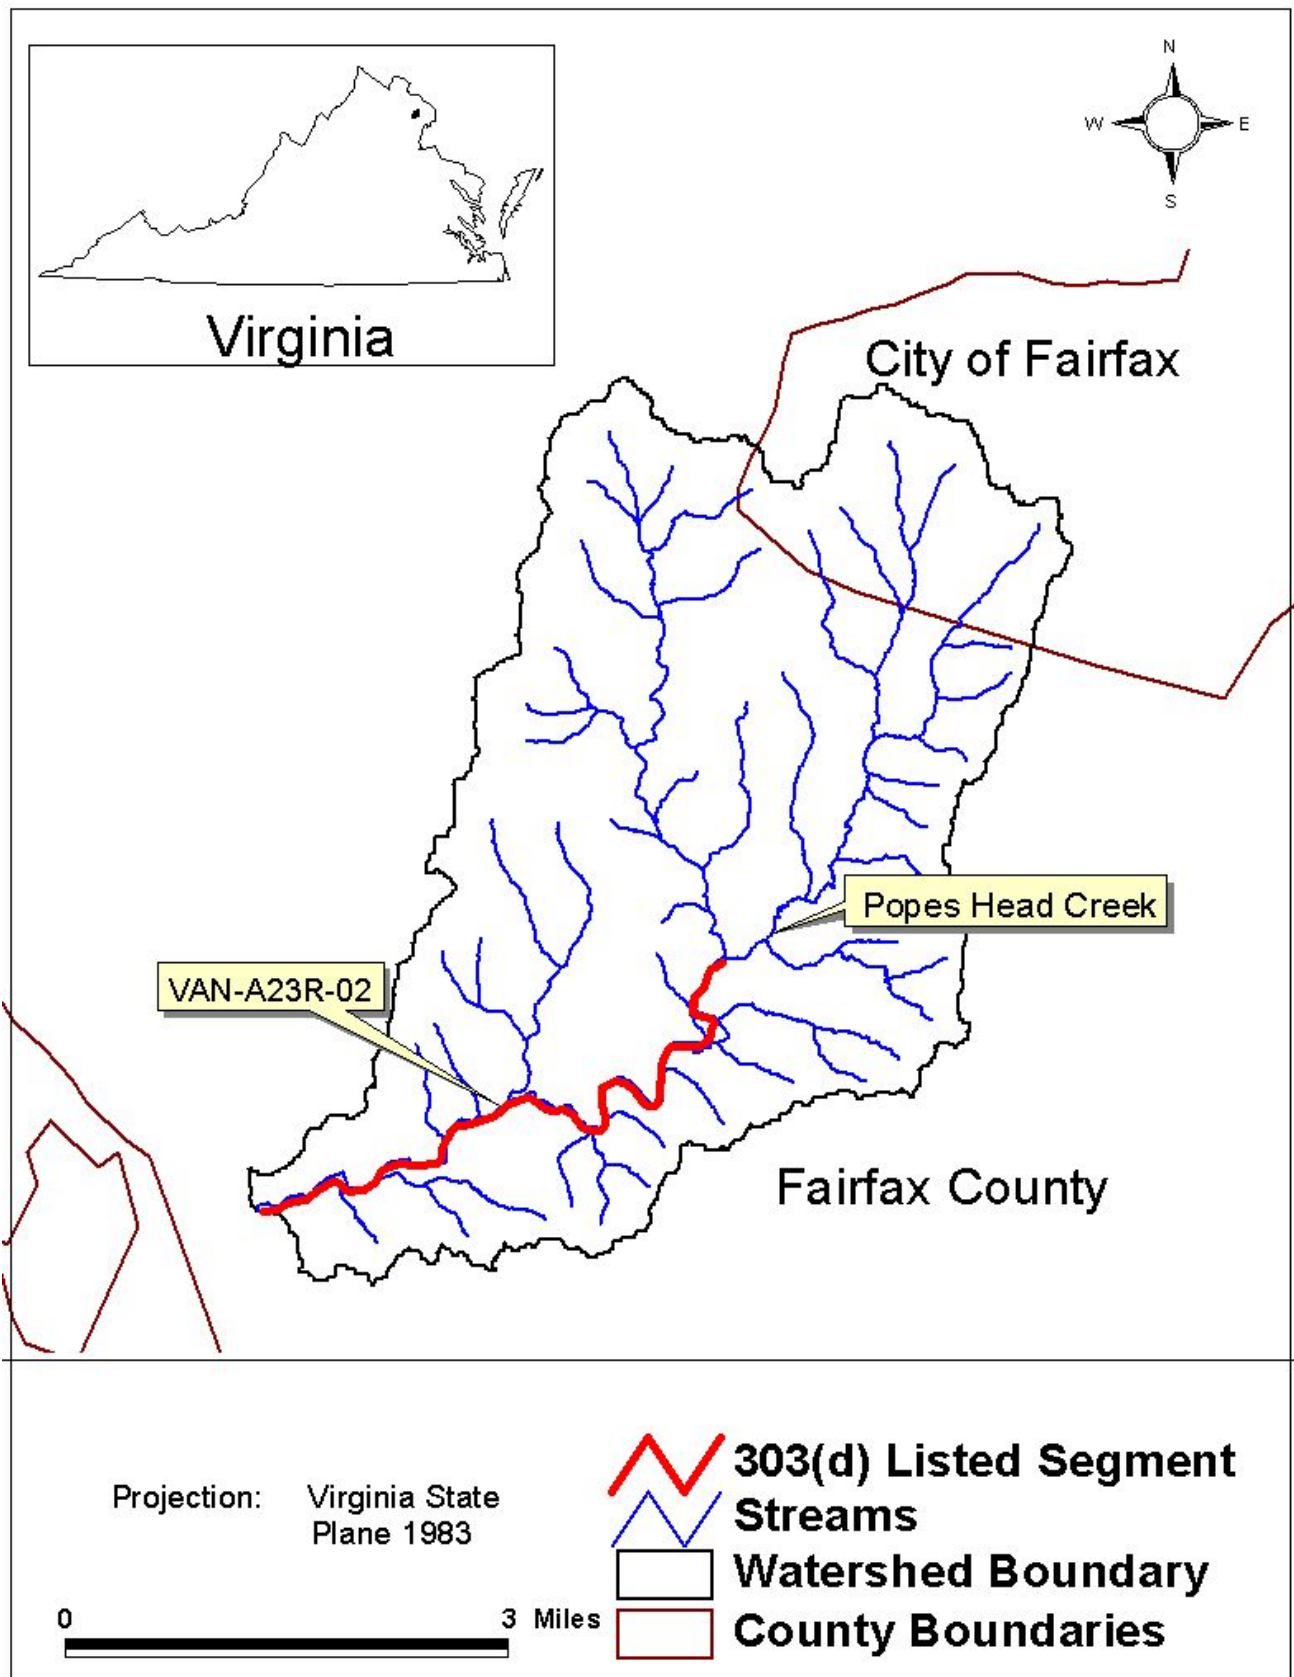 N
W
E
S
Virginia
City of Fairfax
Popes Head Creek
VAN-A23R-02
Fairfax County
303(d) Listed Segment
Projection: Virginia State
Plane 1983
Streams
Watershed Boundary
0 3 Miles
County Boundaries